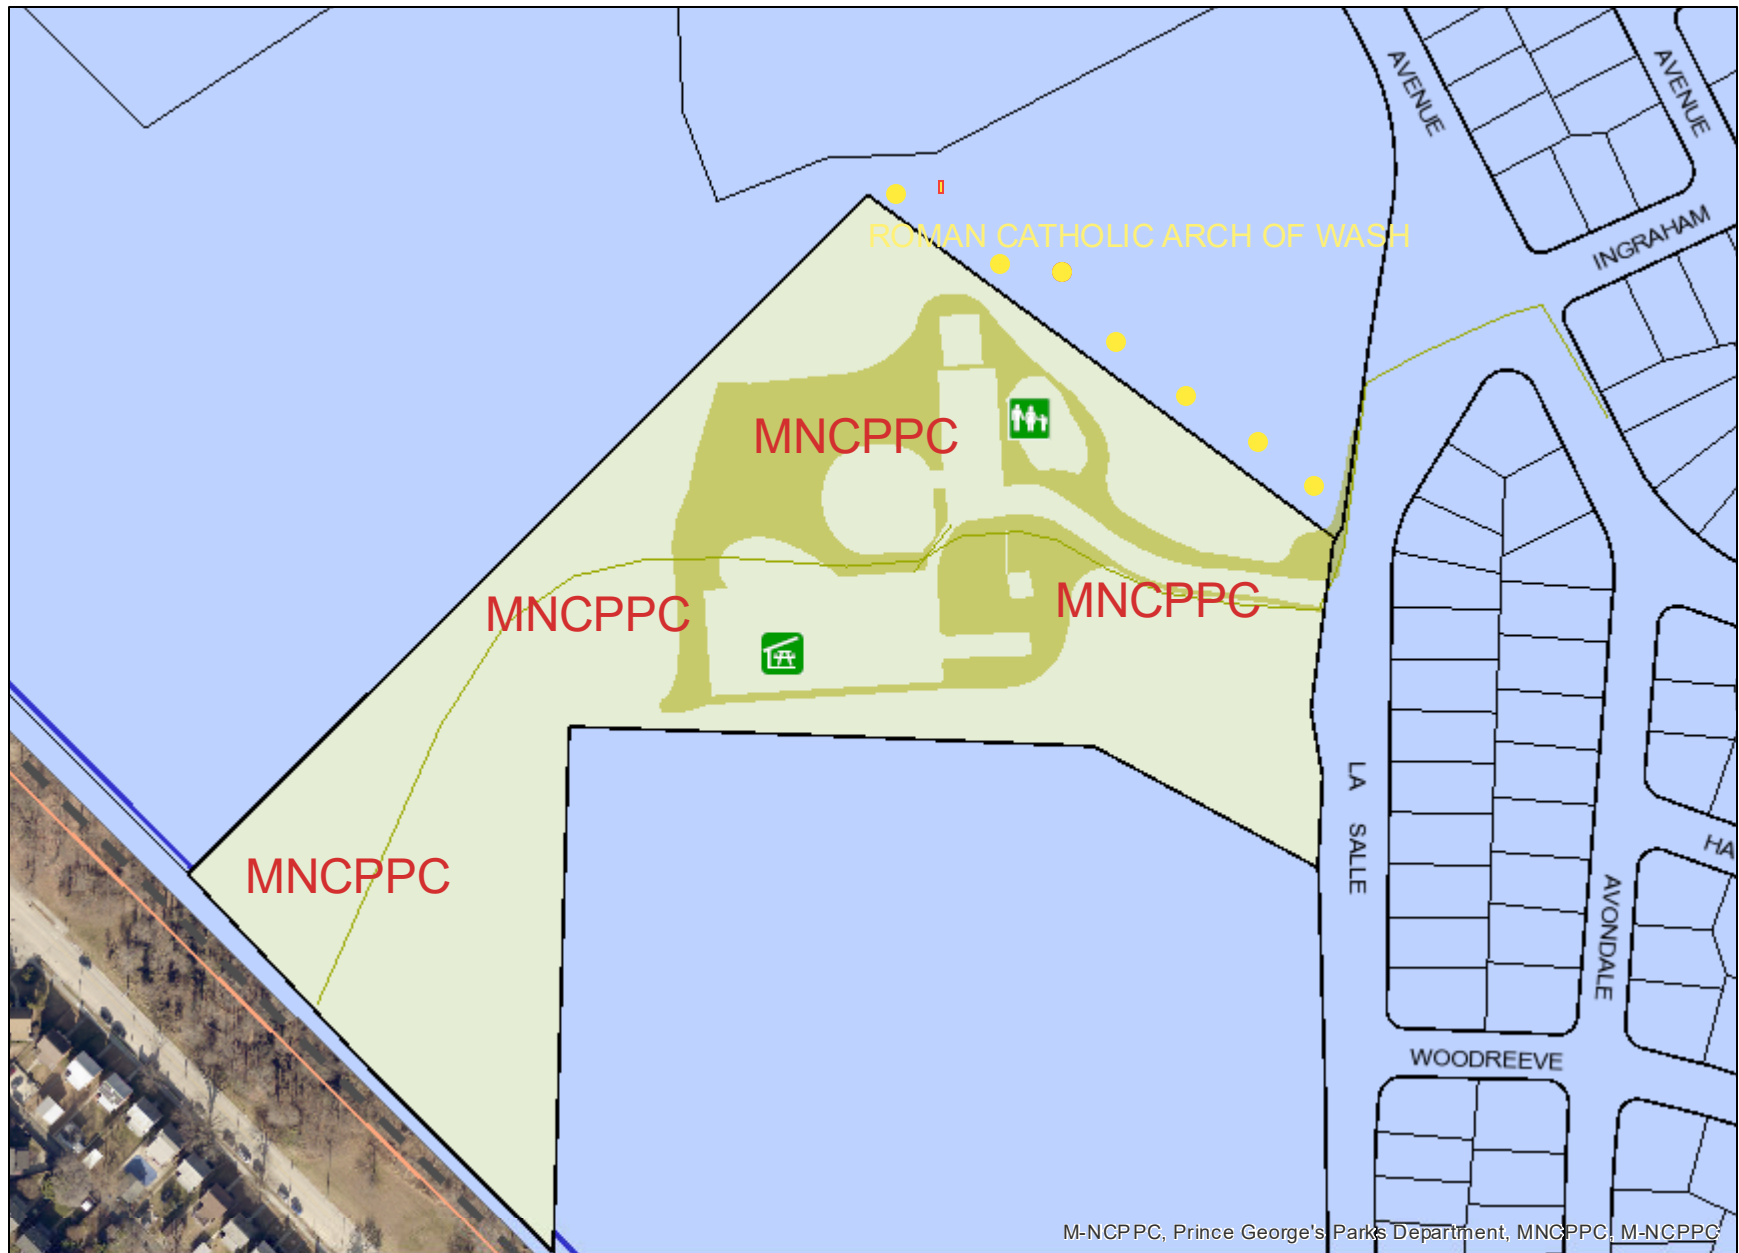 AVENUE
AVENUE
INGRAHAM
ROMAN CATHOLIC ARCH OF WASH
MNCPPC
MNCPPC
MNCPPC
LA SALLE
MNCPPC
HA
AVONDALE
WOODREEVE
M-NCPPC, Prince George's Parks Department, MNCPPC, M-NCPPC